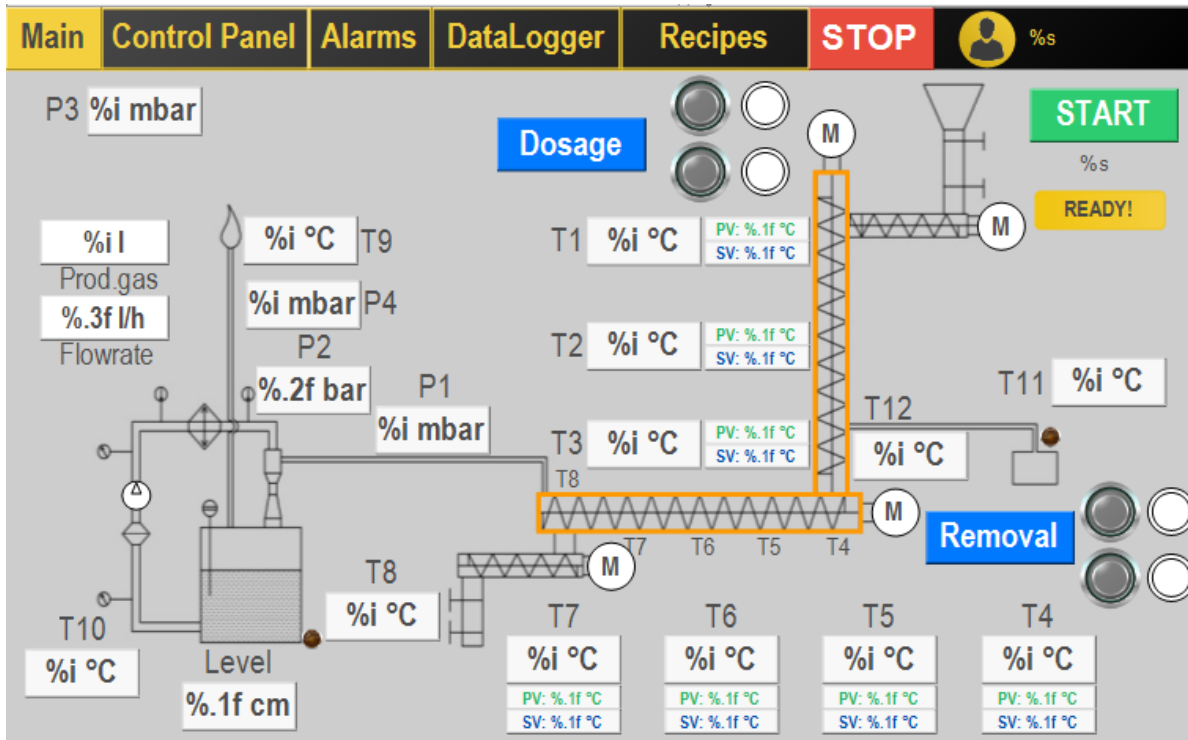 Main Control Panel Alarms DataLogger Recipes STOP %s
P3 %i mbar
Dosage
M
START
%s
READY!
M
%i l
Prod.gas
%.3f l/h
Flowrate
%i °C T9
%i mbar P4
P2
%.2f bar
P1
%i mbar
T1 %i °C PV: %.1f °C
SV: %.1f °C
T2 %i °C PV: %.1f °C
SV: %.1f °C
T3 %i °C PV: %.1f °C
SV: %.1f °C
T11 %i °C
T12
%i °C
T8
M
T7 T6 T5 T4
Removal
M
T8
%i °C
T10
%i °C
Level
%.1f cm
T7 T6 T5 T4
%i °C %i °C %i °C %i °C
PV: %.1f °C PV: %.1f °C PV: %.1f °C PV: %.1f °C
SV: %.1f °C SV: %.1f °C SV: %.1f °C SV: %.1f °C